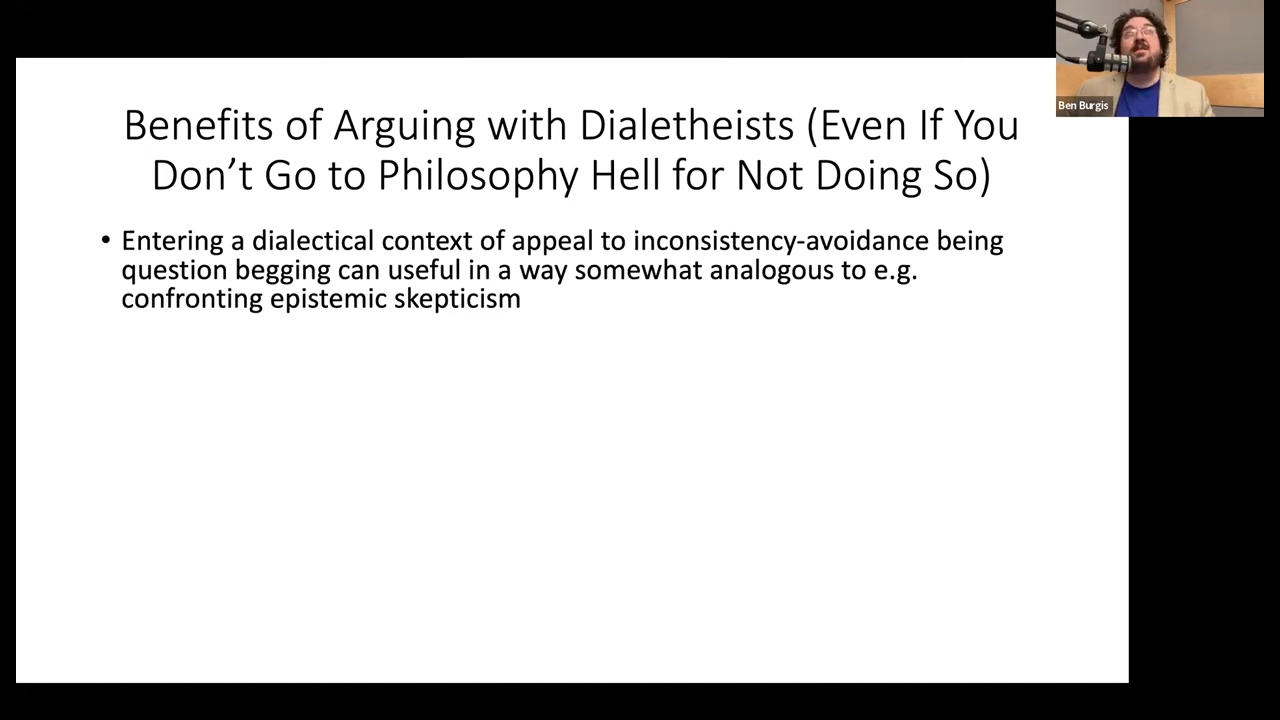 Benefits of Arguing with Dialetheists (Even If You
Don’t Go to Philosophy Hell for Not Doing So)
• Entering a dialectical context of appeal to inconsistency-avoidance being
question begging can useful in a way somewhat analogous to e.g.
confronting epistemic skepticism
Ben Burgis